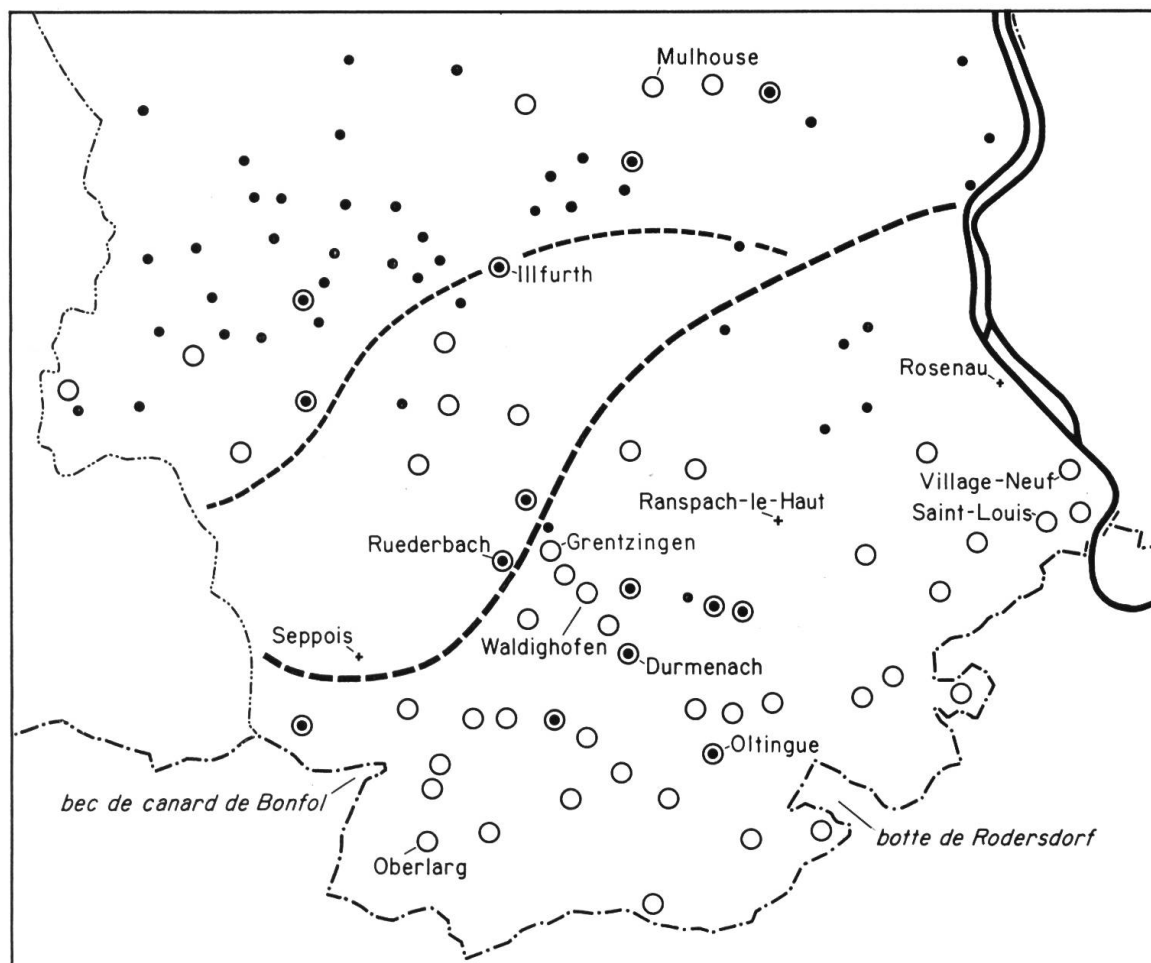 Mulhouse
Illfurth
Rosenau
Village-Neuf
Ranspach-le-Haut
Saint-Louis
Ruederbach
Grentzingen
Seppois
Waldighofen
Durmenach
Oltingue
bec de canard de Bonfol
botte de Rodersdorf
Oberlarg